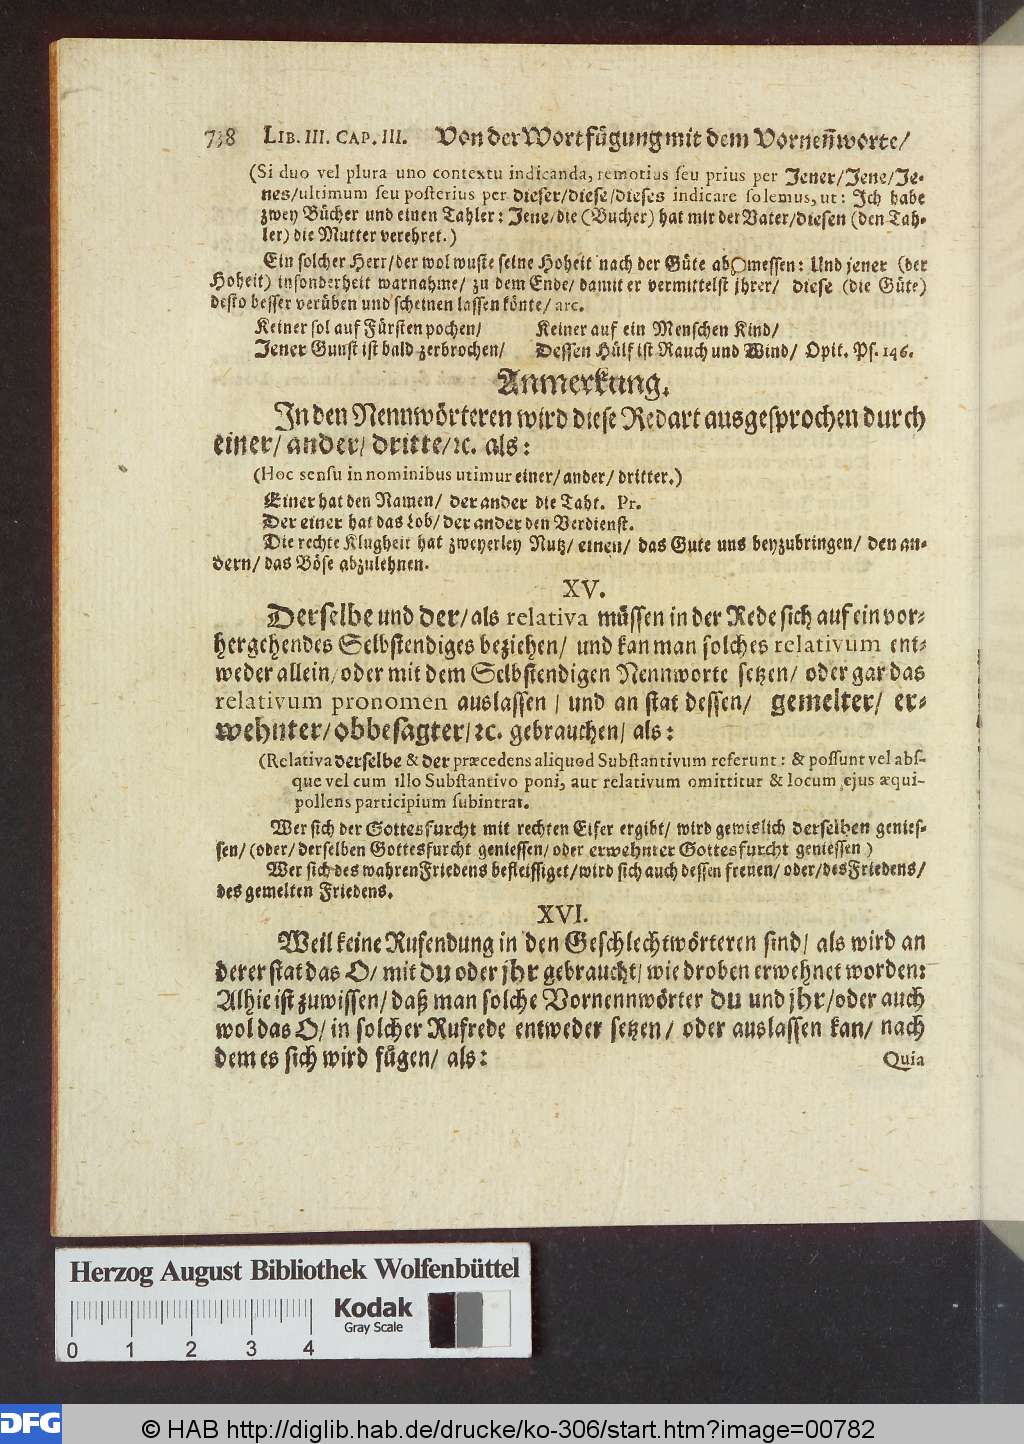 738 LIB. III. CAP. III. Von der Wortfügung mit dem Vornennworte/
(Si duo vel plura uno contextu indicanda, remotius seu prius per Jener/Jene/Je-
nes/ultimum seu posterius per dieser/diese/dieses indicare solemus, ut: Ich habe
zwey Bücher und einen Tahler: Jene/die (Bucher) hat mir der Vater/diesen (den Tah-
ler) die Mutter verehret.)
Ein solcher Herr/der wol wuste seine Hoheit nach der Güte ab messen: Und jener (der
Hoheit) insonderheit warnahme/ zu dem Ende/ damit er vermittelst jhrer/ diese (die Güte)
desto besser verüben und scheinen lassen könte/ arc.
Keiner sol auf Fürsten pochen/ Keiner auf ein Menschen Kind/
Jener Gunst ist bald zerbrochen/ Dessen Hülf ist Rauch und Wind/ Opit. Ps. 146.
Anmerkung.
In den Nennwörteren wird diese Redart ausgesprochen durch
einer/ ander/ dritte/ꝛc. als:
(Hoc sensu in nominibus utimur einer/ ander/ dritter.)
Einer hat den Namen/ der ander die Taht. Pr.
Der einer hat das Lob/ der ander den Verdienst.
Die rechte Klugheit hat zweyerley Nutz/ einen/ das Gute uns beyzubringen/ den an-
dern/ das Böse abzulehnen.
XV.
Derselbe und der/ als relativa müssen in der Rede sich auf ein vor-
hergehendes Selbstendiges beziehen/ und kan man solches relativum ent-
weder allein/ oder mit dem Selbstendigen Nennworte setzen/ oder gar das
relativum pronomen auslassen / und an stat dessen/ gemelter/ er-
wehnter/ obbesagter/ ꝛc. gebrauchen/ als:
(Relativa derselbe & der præcedens aliquod Substantivum referunt: & possunt vel abs-
que vel cum illo Substantivo poni, aut relativum omittitur & locum ejus æqui-
pollens participium subintrat.
Wer sich der Gottesfurcht mit rechten Eifer ergibt/ wird gewislich derselben genies-
sen/ (oder/ derselben Gottesfurcht geniessen/ oder erwehnter Gottesfurcht geniessen)
Wer sich des wahren Friedens befleissiget/ wird sich auch dessen freuen/ oder/ des Friedens/
des gemelten Friedens.
XVI.
Weil keine Rufendung in den Geschlechtwörteren sind/ als wird an
derer stat das O/ mit du oder jhr gebraucht/ wie droben erwehnet worden:
Alhie ist zuwissen/ daß man solche Vornennwörter du und jhr/ oder auch
wol das O/ in solcher Rufrede entweder setzen/ oder auslassen kan/ nach
dem es sich wird fügen/ als:
Quia
Herzog August Bibliothek Wolfenbüttel
Kodak
Gray Scale
0 1 2 3 4
DFG
© HAB http://diglib.hab.de/drucke/ko-306/start.htm?image=00782